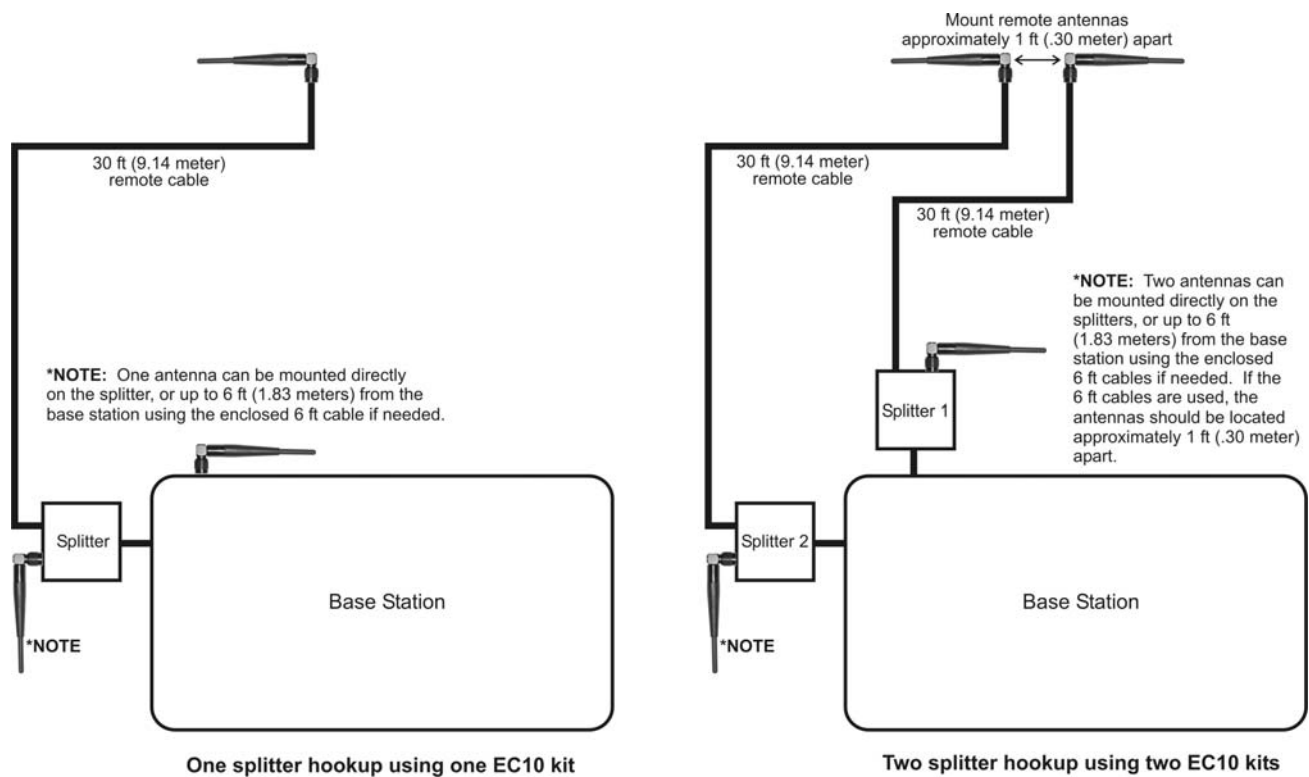 30 ft (9.14 meter)
remote cable
*NOTE: One antenna can be mounted directly
on the splitter, or up to 6 ft (1.83 meters) from the
base station using the enclosed 6 ft cable if needed.
Splitter
*NOTE
Base Station
One splitter hookup using one EC10 kit
Mount remote antennas
approximately 1 ft (.30 meter) apart
30 ft (9.14 meter)
remote cable
30 ft (9.14 meter)
remote cable
*NOTE: Two antennas can
be mounted directly on the
splitters, or up to 6 ft
(1.83 meters) from the base
station using the enclosed
6 ft cables if needed. If the
6 ft cables are used, the
antennas should be located
approximately 1 ft (.30 meter)
apart.
Splitter 1
Splitter 2
*NOTE
Base Station
Two splitter hookup using two EC10 kits